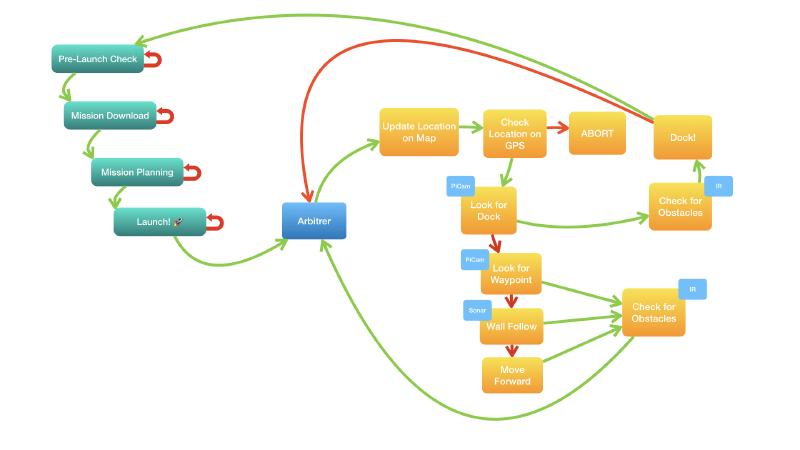 Pre-Launch Check
Mission Download
Mission Planning
Launch! 🚀
Arbitrer
Update Location
on Map
Check
Location on
GPS
ABORT
Dock!
PiCam
Look for
Dock
IR
Check for
Obstacles
PiCam
Look for
Waypoint
Sonar
Wall Follow
IR
Check for
Obstacles
Move
Forward